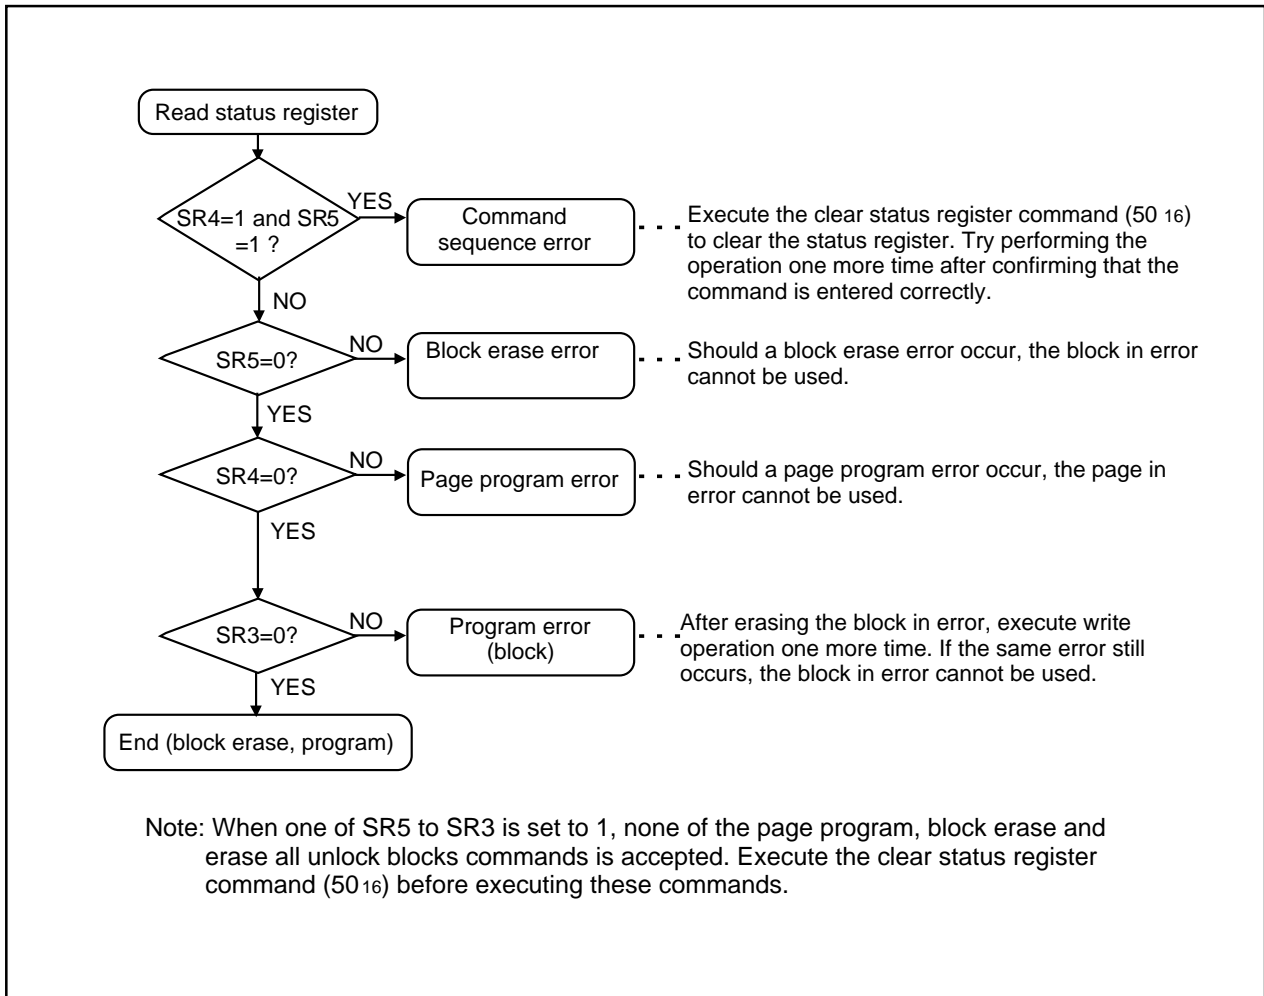 Read status register
SR4=1 and SR5
=1 ?
YES
Command
sequence error
Execute the clear status register command (50 16)
to clear the status register. Try performing the
operation one more time after confirming that the
command is entered correctly.
NO
SR5=0?
NO
Block erase error
Should a block erase error occur, the block in error
cannot be used.
YES
SR4=0?
NO
Page program error
Should a page program error occur, the page in
error cannot be used.
YES
SR3=0?
NO
Program error
(block)
After erasing the block in error, execute write
operation one more time. If the same error still
occurs, the block in error cannot be used.
YES
End (block erase, program)
Note: When one of SR5 to SR3 is set to 1, none of the page program, block erase and
erase all unlock blocks commands is accepted. Execute the clear status register
command (5016) before executing these commands.